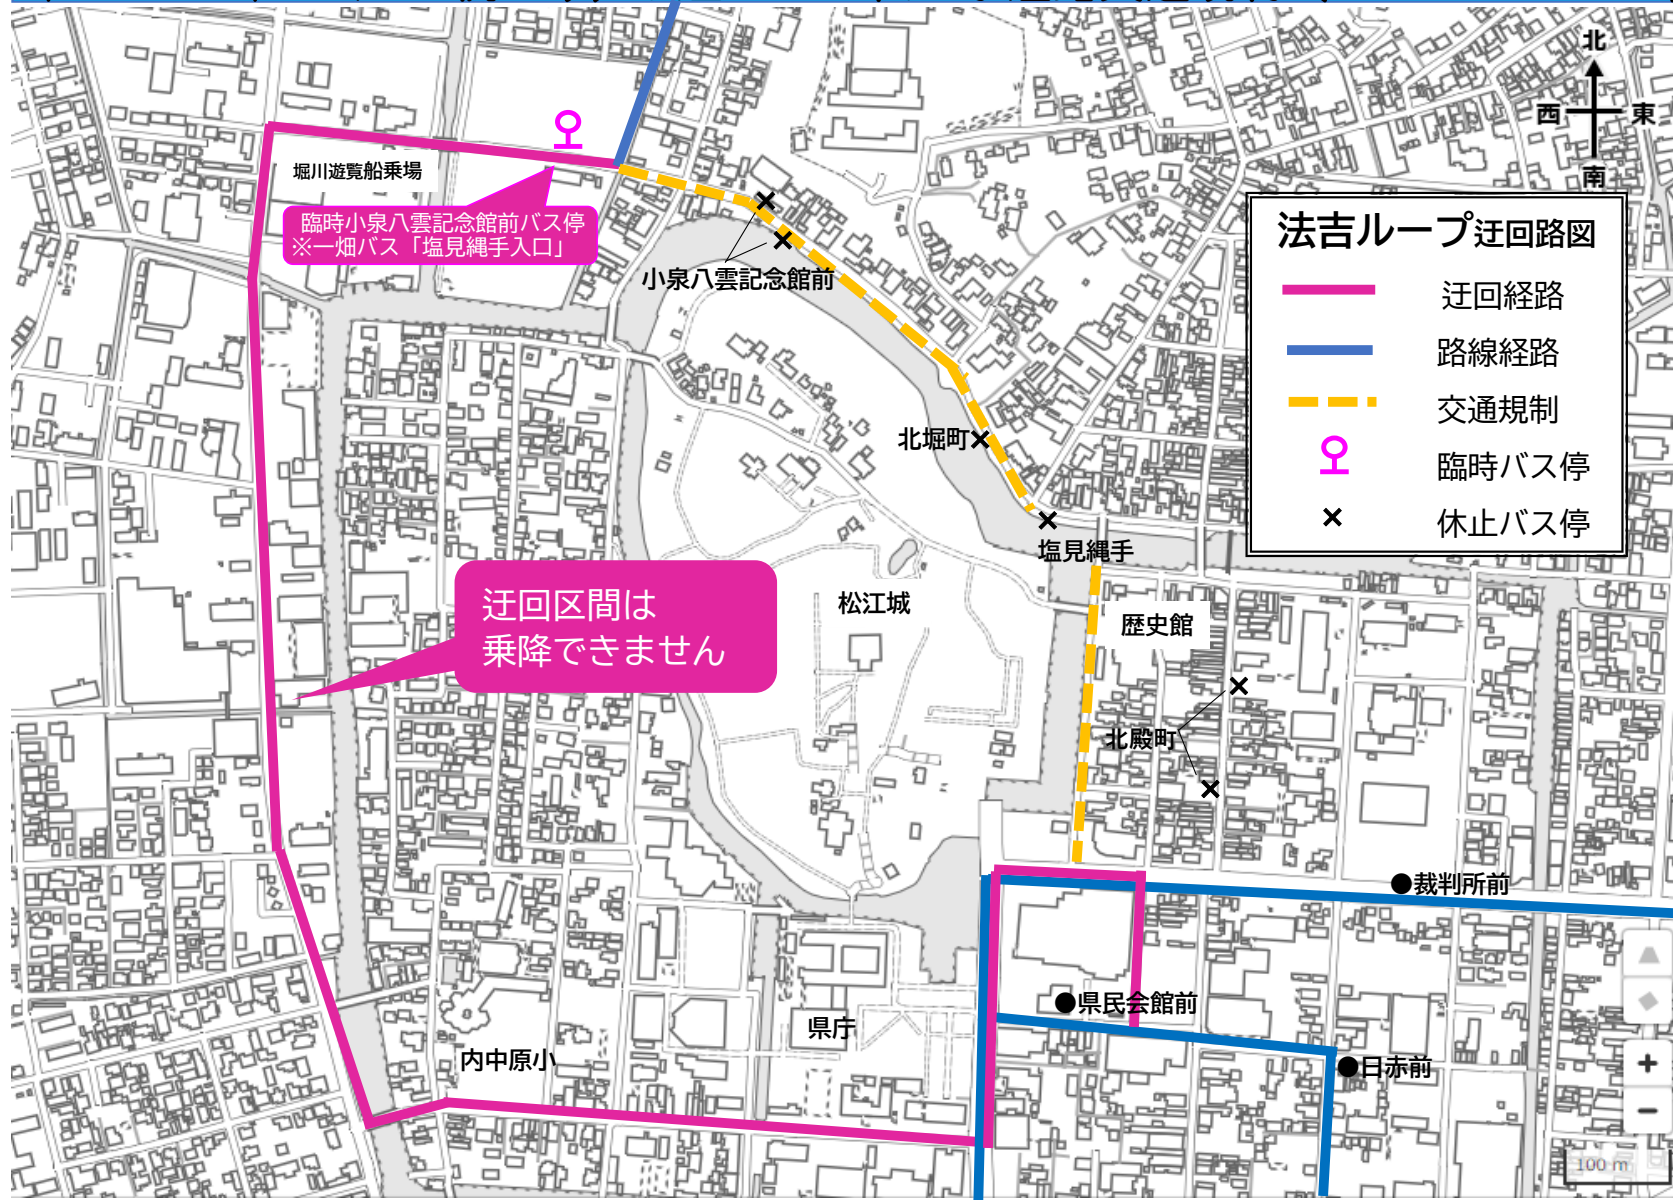 北
西
東
南
堀川遊覧船乗場
臨時小泉八雲記念館前バス停
※一畑バス「塩見縄手入口」
小泉八雲記念館前
法吉ループ迂回路図
迂回経路
路線経路
交通規制
臨時バス停
休止バス停
北堀町
塩見縄手
迂回区間は
乗降できません
松江城
歴史館
北殿町
●裁判所前
●県民会館前
県庁
内中原小
●日赤前
+
−
100 m